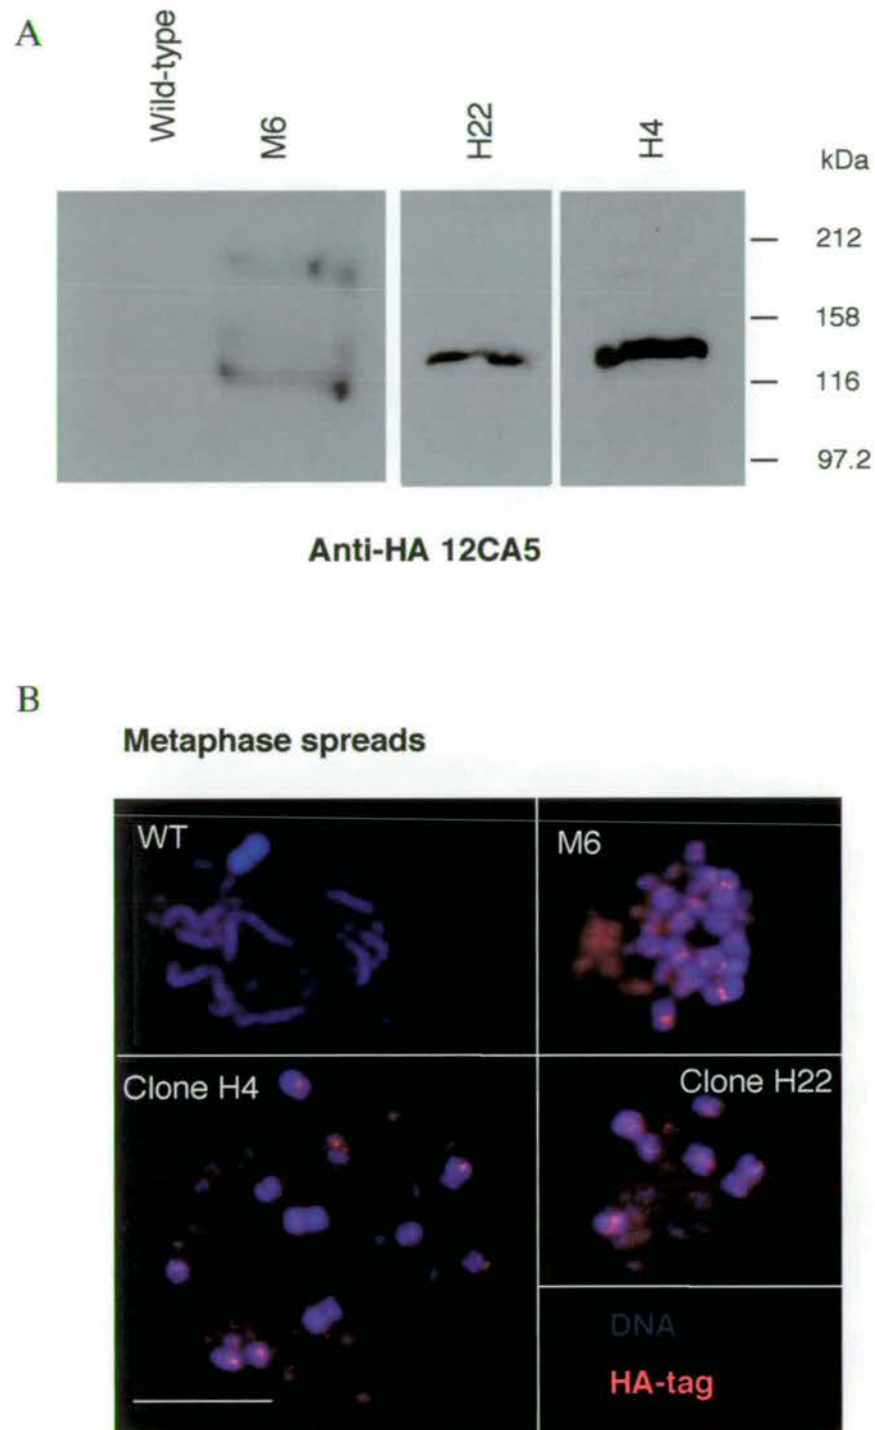 A
Wild-type
M6
H22
H4
kDa
212
158
116
97.2
Anti-HA 12CA5
B
Metaphase spreads
WT
M6
Clone H4
Clone H22
DNA
HA-tag